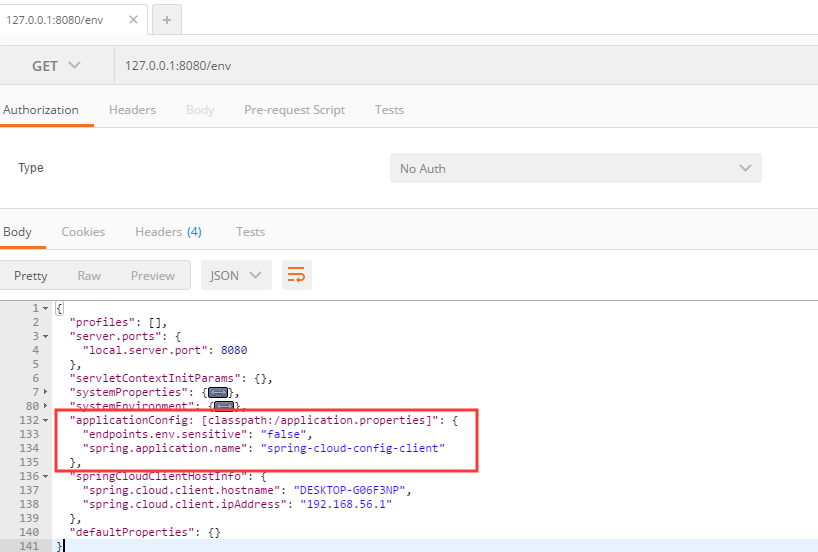 127.0.0.1:8080/env
GET 127.0.0.1:8080/env
Authorization Headers Body Pre-request Script Tests
Type No Auth
Body Cookies Headers (4) Tests
Pretty Raw Preview JSON
1 {
2 "profiles": [],
3 "server.ports": {
4 "local.server.port": 8080
5 },
6 "servletContextInitParams": {},
7 "systemProperties": {},
80 "systemEnvironment": {},
132 "applicationConfig: [classpath:/application.properties]": {
133 "endpoints.env.sensitive": "false",
134 "spring.application.name": "spring-cloud-config-client"
135 },
136 "springCloudClientHostInfo": {
137 "spring.cloud.client.hostname": "DESKTOP-G06F3NP",
138 "spring.cloud.client.ipAddress": "192.168.56.1"
139 },
140 "defaultProperties": {}
141 }